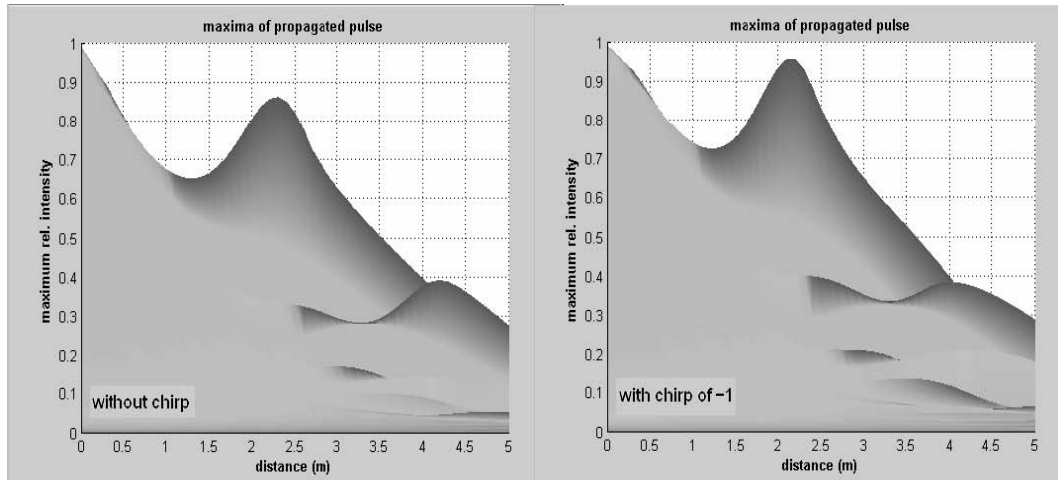 maxima of propagated pulse
maximum rel. intensity
1
0.9
0.8
0.7
0.6
0.5
0.4
0.3
0.2
0.1
0
without chirp
0 0.5 1 1.5 2 2.5 3 3.5 4 4.5 5
distance (m)
maxima of propagated pulse
maximum rel. intensity
1
0.9
0.8
0.7
0.6
0.5
0.4
0.3
0.2
0.1
0
with chirp of −1
0 0.5 1 1.5 2 2.5 3 3.5 4 4.5 5
distance (m)